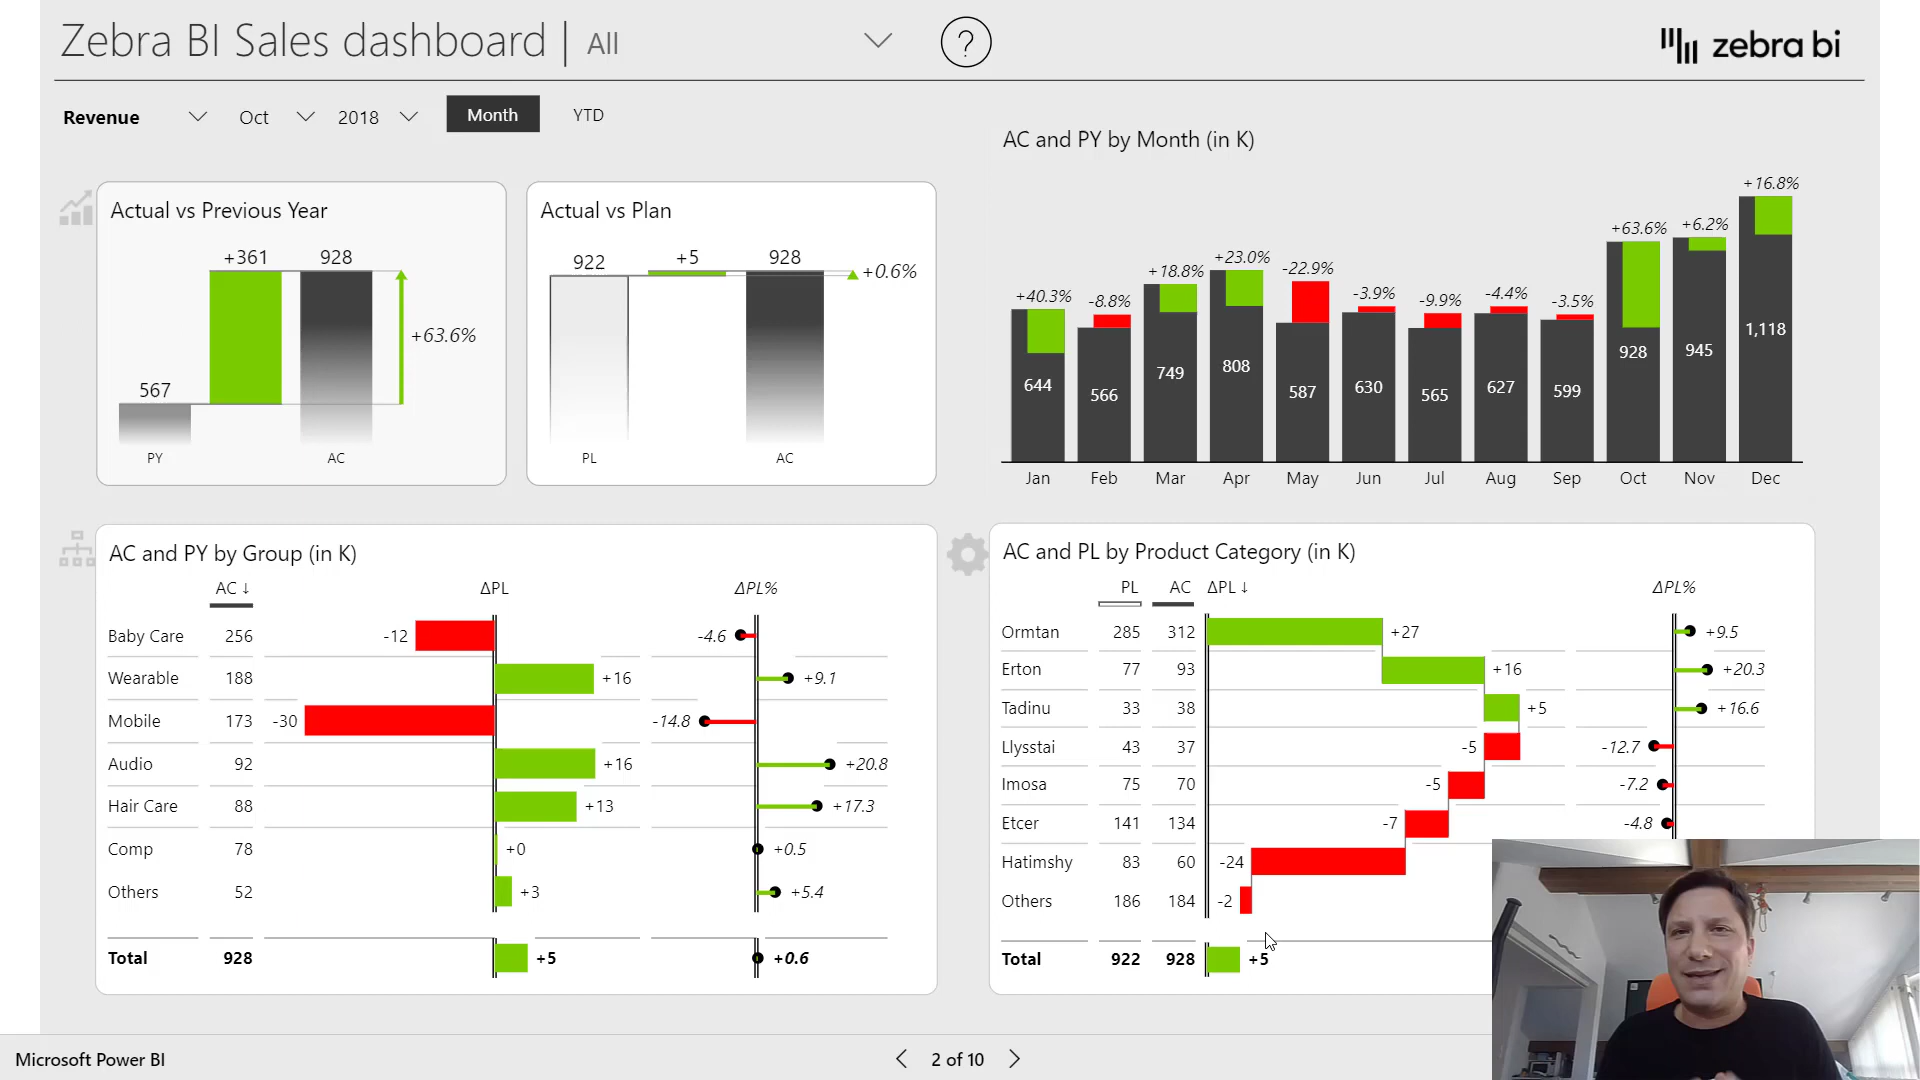 Zebra BI Sales dashboard | All
?
zebra bi
Revenue Oct 2018 Month YTD
Actual vs Previous Year
+361 928
567
+63.6%
PY AC
Actual vs Plan
922 +5 928
+0.6%
PL AC
AC and PY by Month (in K)
+40.3% -8.8% +18.8% +23.0% -22.9% -3.9% -9.9% -4.4% -3.5% +63.6% +6.2% +16.8%
644 566 749 808 587 630 565 627 599 928 945 1,118
Jan Feb Mar Apr May Jun Jul Aug Sep Oct Nov Dec
AC and PY by Group (in K)
AC ↓ ΔPL ΔPL%
Baby Care 256 -12 -4.6
Wearable 188 +16 +9.1
Mobile 173 -30 -14.8
Audio 92 +16 +20.8
Hair Care 88 +13 +17.3
Comp 78 +0 +0.5
Others 52 +3 +5.4
Total 928 +5 +0.6
AC and PL by Product Category (in K)
PL AC ΔPL ↓ ΔPL%
Ormtan 285 312 +27 +9.5
Erton 77 93 +16 +20.3
Tadinu 33 38 +5 +16.6
Llysstai 43 37 -5 -12.7
Imosa 75 70 -5 -7.2
Etcer 141 134 -7 -4.8
Hatimshy 83 60 -24
Others 186 184 -2
Total 922 928 +5
Microsoft Power BI
2 of 10